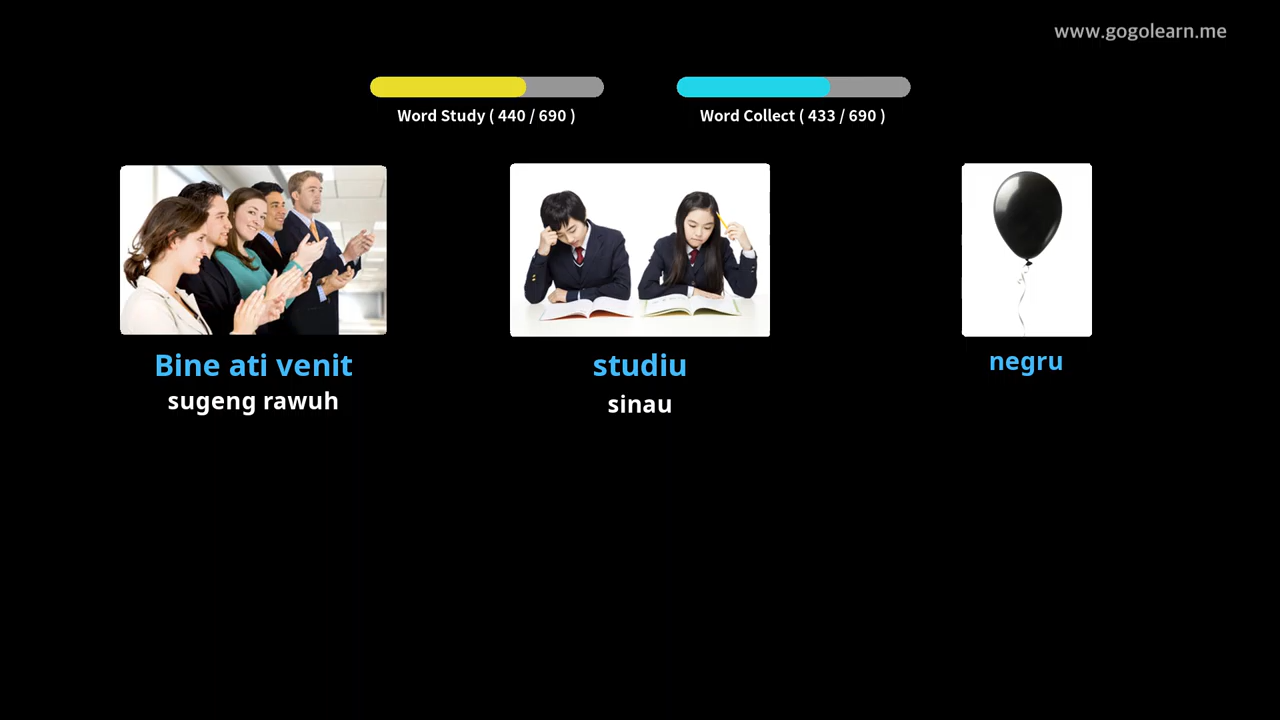 www.gogolearn.me
Word Study ( 440 / 690 )
Word Collect ( 433 / 690 )
Bine ati venit
sugeng rawuh
studiu
sinau
negru